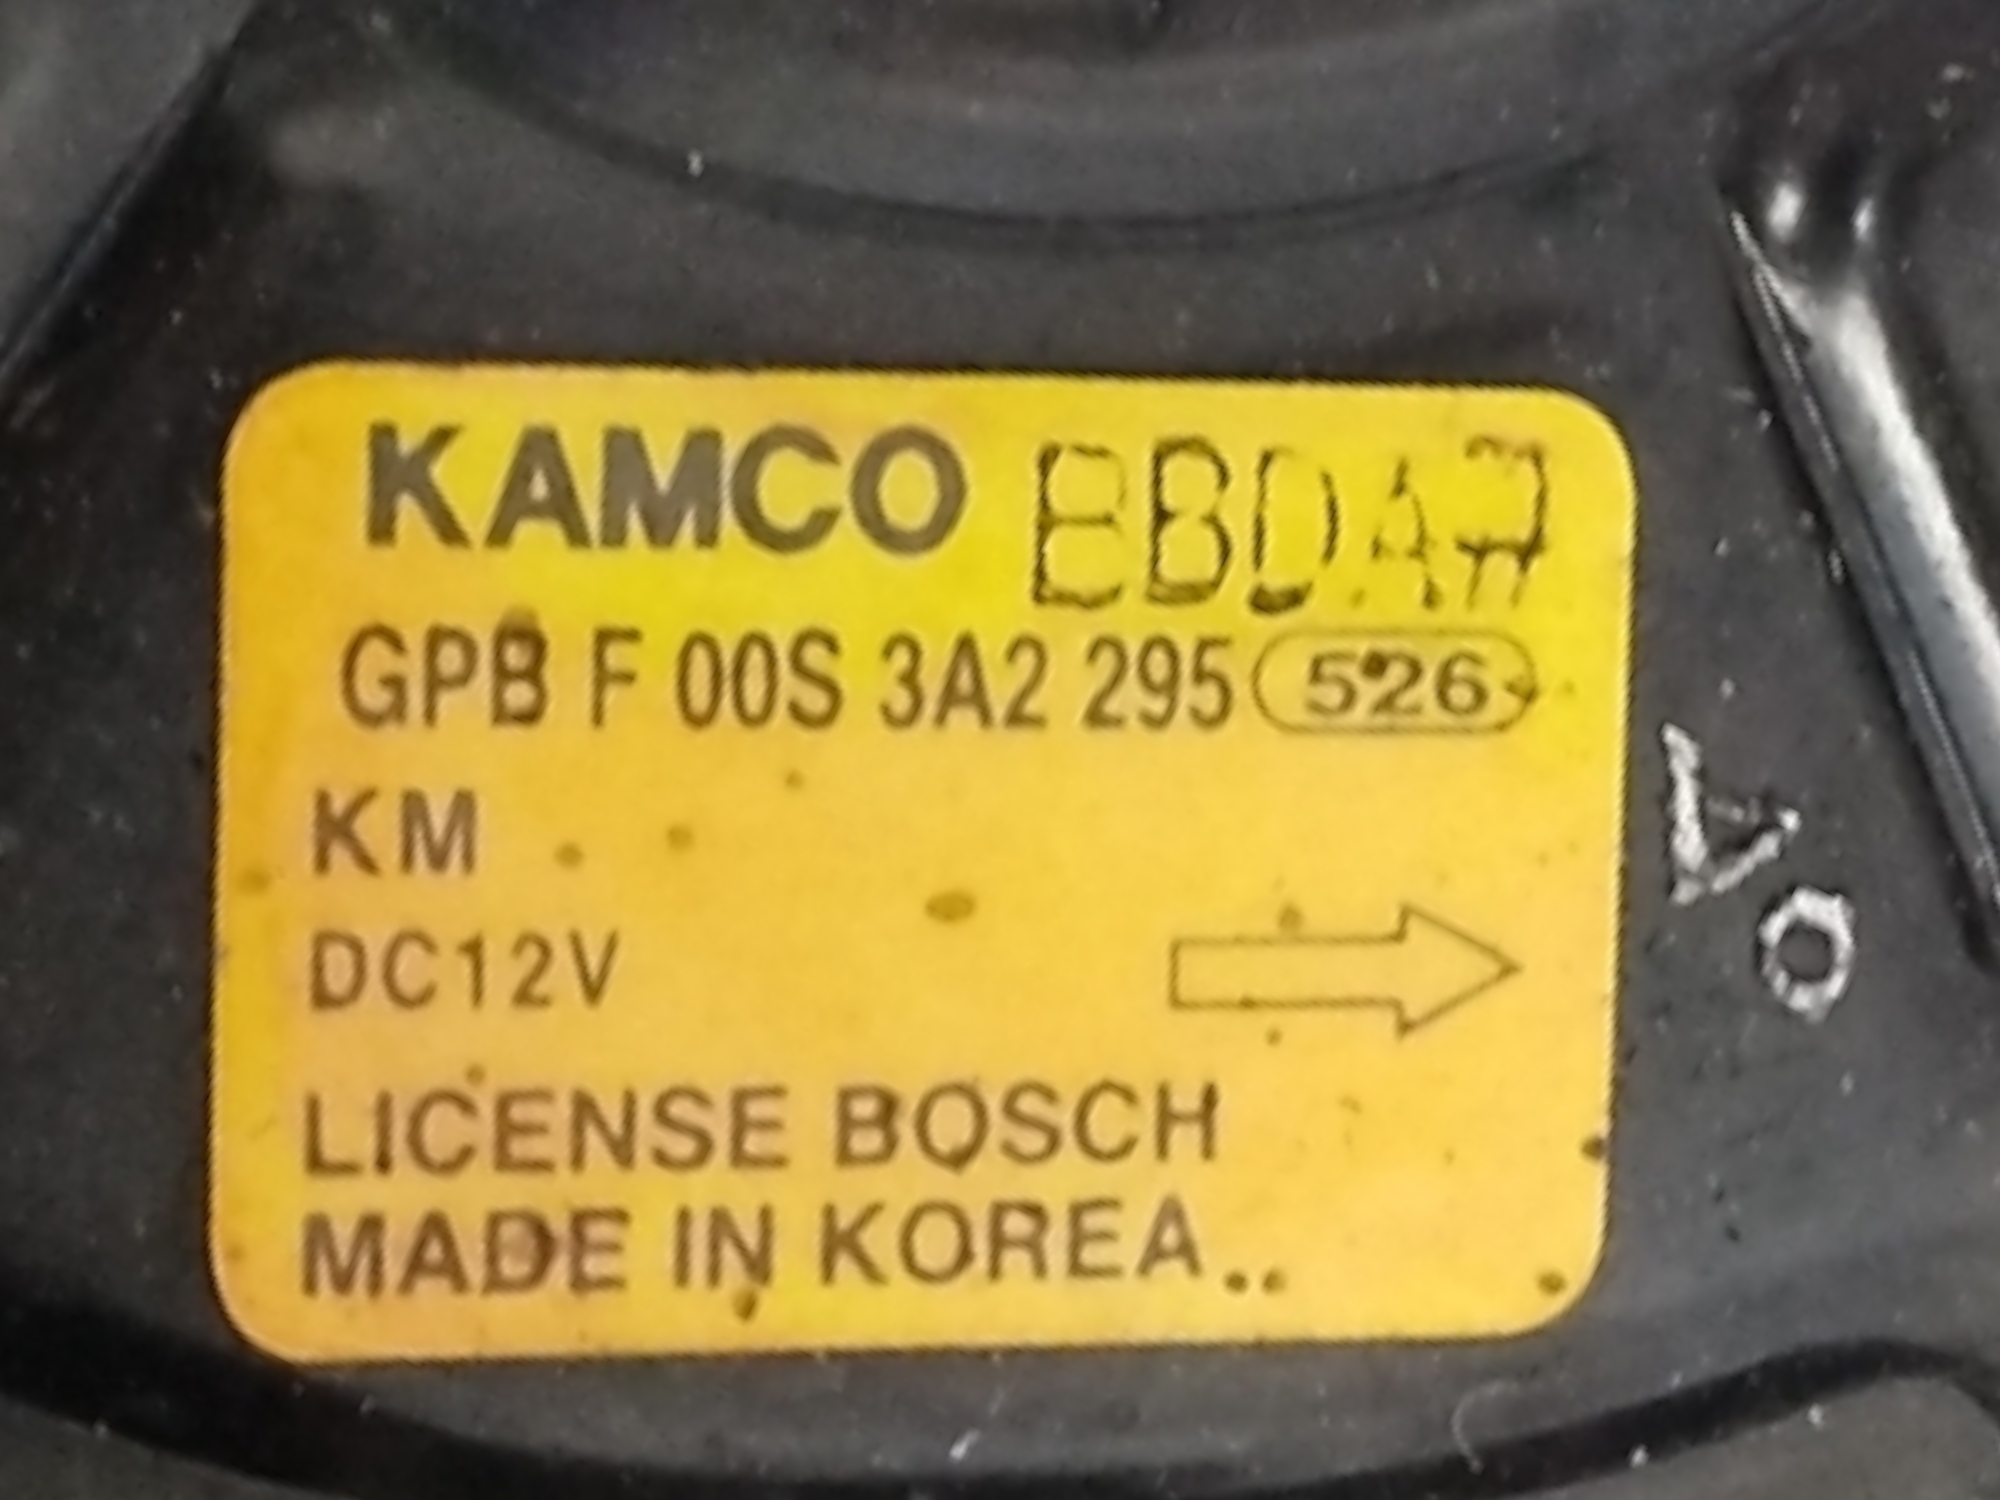 KAMCO
GPB F 00S 3A2 295 526
KM
DC12V
LICENSE BOSCH
MADE IN KOREA